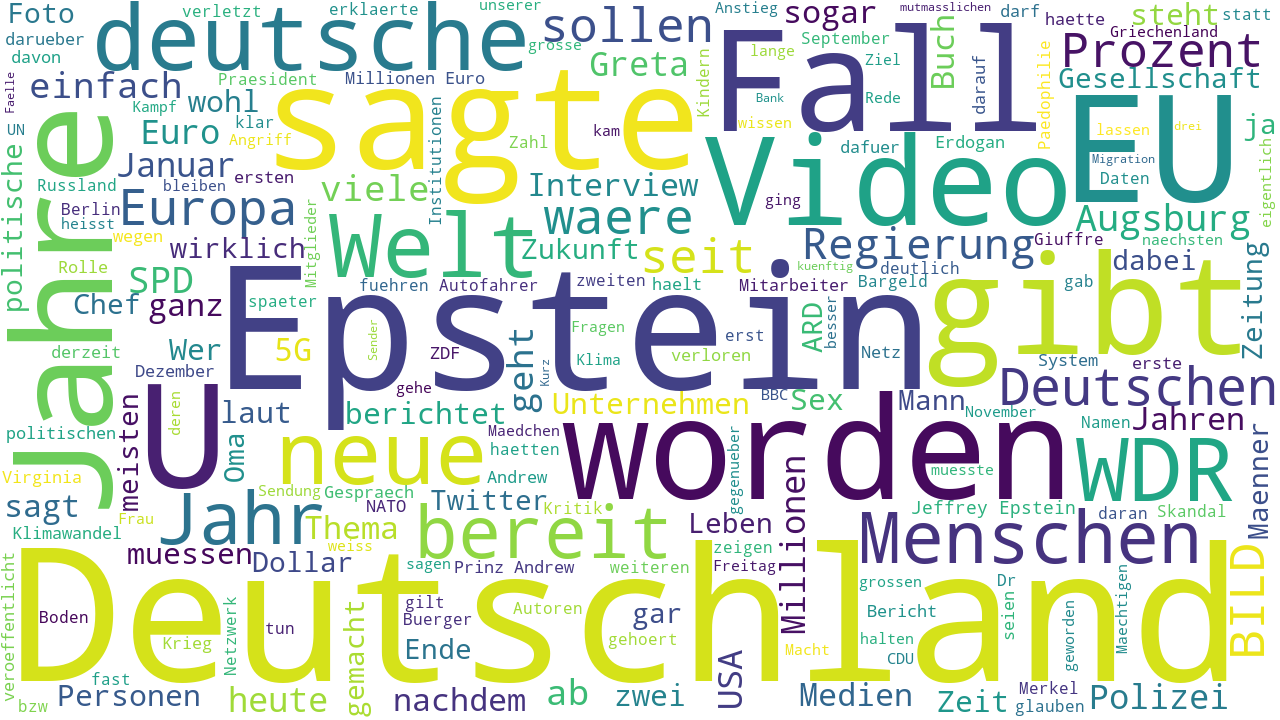 Foto
verletzt
erklaerte
unserer
Anstieg
mutmasslichen
darf
haette
steht
statt
darueber
deutsche
grosse
sollen
sogar
September
Buch
Griechenland
davon
Praesident
Millionen Euro
Greta
Kindern
lange
Ziel
darauf
Prozent
Faelle
einfach
Kampf
wohl
sagte
Fall
Bank
Rede
Paedophilie
Gesellschaft
UN
Euro
klar
Angriff
Institutionen
Zahl
kam
wissen
dafuer
Erdogan
lassen
drei
ja
politische
Jahre
Januar
ersten
viele
Interview
Video
EU
Migration
Daten
eigentlich
Russland
bleiben
Berlin
heisst
Europa
Mitglieder
Welt
waere
ging
Augsburg
wegen
wirklich
Zukunft
seit
Regierung
Giuffre
naechsten
Rolle
SPD
fuehren
Autofahrer
zweiten
haelt
Mitarbeiter
kuenftig
deutlich
Bargeld
gab
dabei
Zeitung
Chef
ganz
spaeter
Epstein
gibt
derzeit
Wer
5G
Sender
ZDF
geht
Kurz
Fragen
Klima
verloren
erst
ARD
besser
Netz
System
erste
Dezember
U
laut
gehe
berichtet
Unternehmen
BBC
Sex
Mann
Deutschen
politischen
meisten
deren
Oma
neue
Maedchen
haetten
worden
November
Namen
Jahren
Virginia
Sendung
Gespraech
Andrew
gegenueber
muesste
WDR
Maenner
sagt
Frau
Jahr
NATO
Twitter
Kritik
Leben
Millionen
Jeffrey Epstein
daran
Skandal
Klimawandel
Thema
weiss
bereit
Menschen
muessen
Dollar
sagen
Prinz Andrew
weiteren
zeigen
Freitag
veroeffentlicht
Deutschland
grossen
Dr
seien
BILD
Boden
Krieg
Netzwerk
tun
gemacht
gilt
Buerger
Autoren
gar
gehoert
Bericht
geworden
Maechtigen
Ende
Macht
halten
CDU
bzw
fast
Personen
heute
nachdem
ab
zwei
USA
Medien
Zeit
Merkel
glauben
Polizei